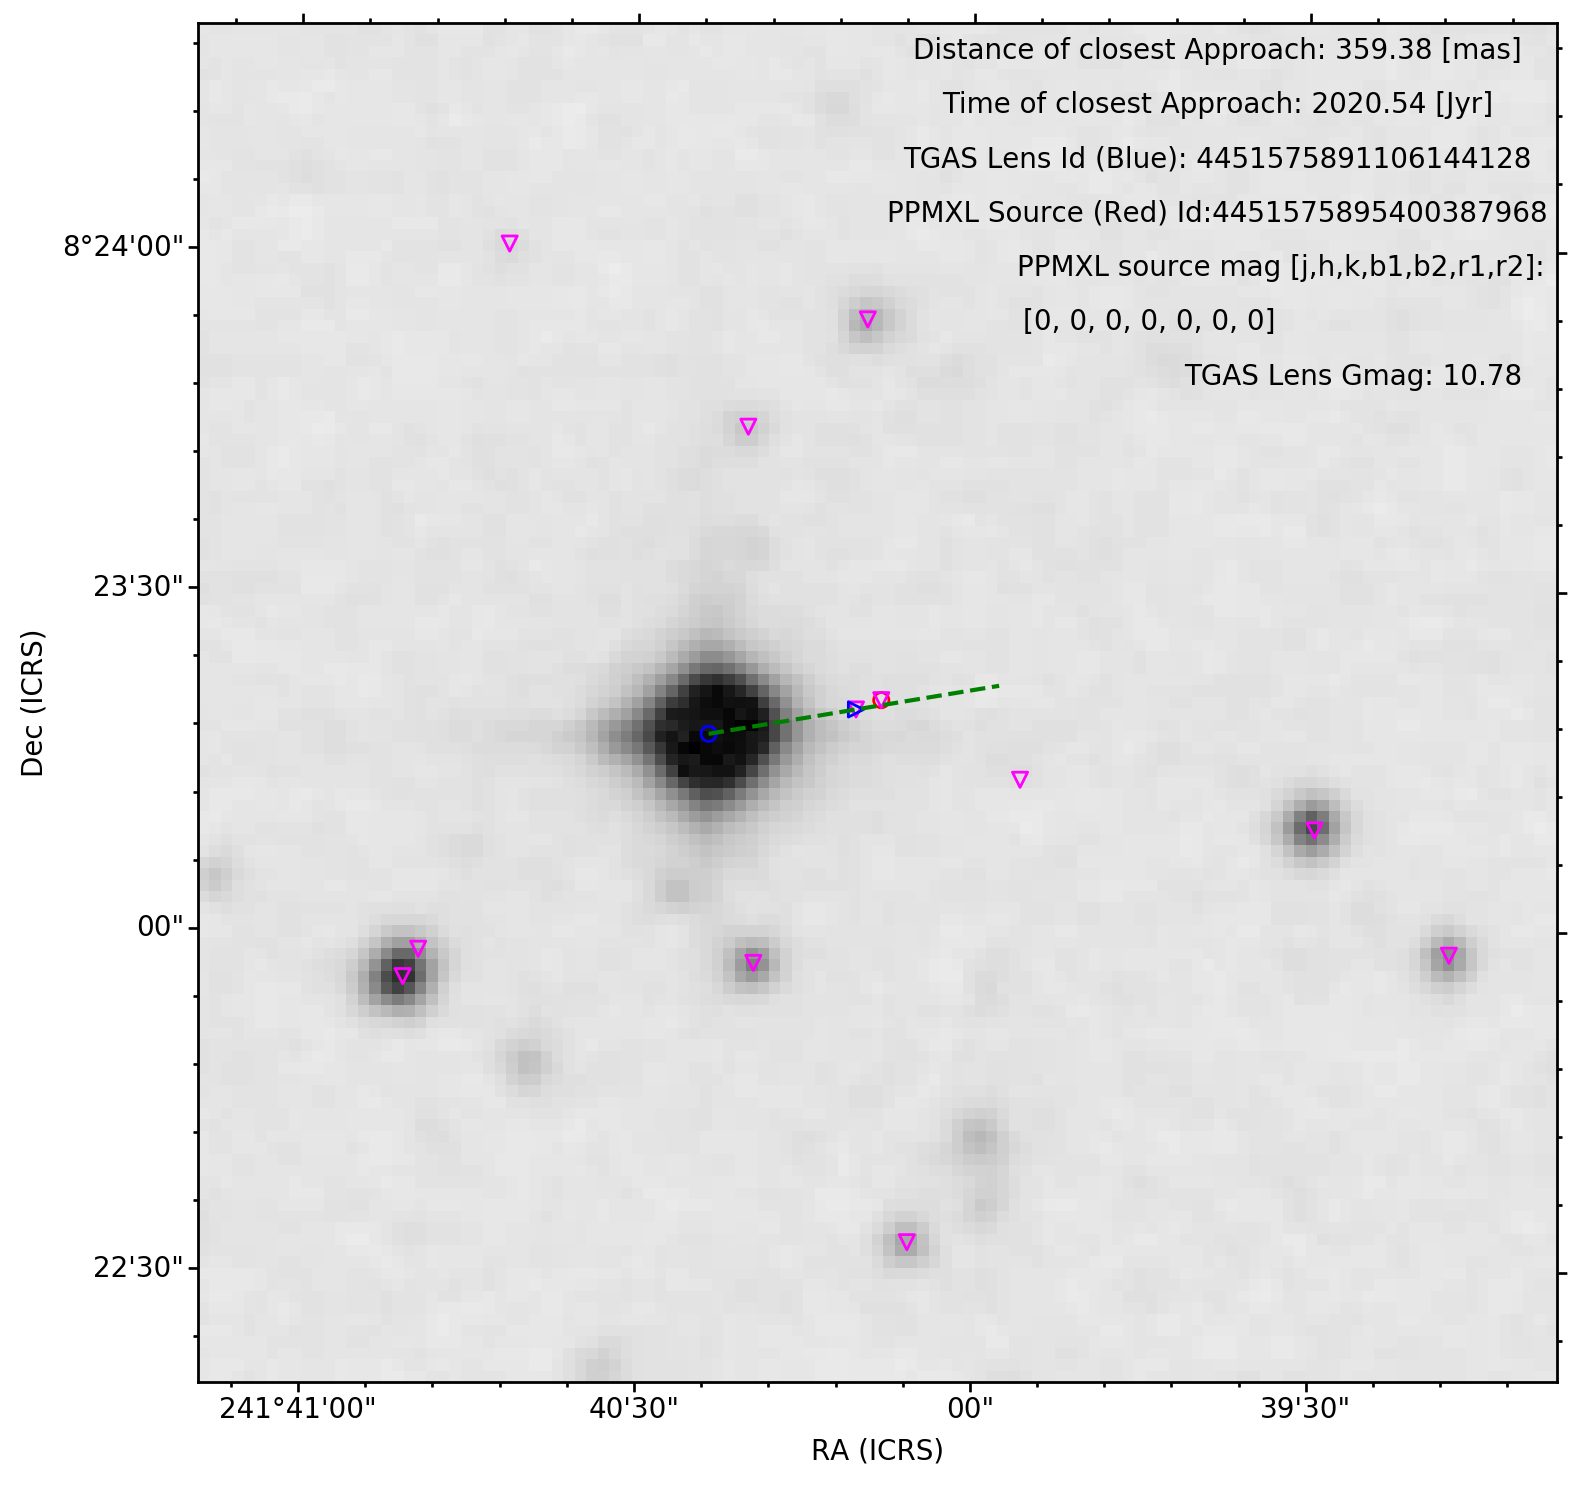 Distance of closest Approach: 359.38 [mas]
Time of closest Approach: 2020.54 [Jyr]
TGAS Lens Id (Blue): 4451575891106144128
PPMXL Source (Red) Id:4451575895400387968
PPMXL source mag [j,h,k,b1,b2,r1,r2]:
[0, 0, 0, 0, 0, 0, 0]
TGAS Lens Gmag: 10.78
8°24'00"
23'30"
00"
22'30"
Dec (ICRS)
241°41'00" 40'30" 00" 39'30"
RA (ICRS)